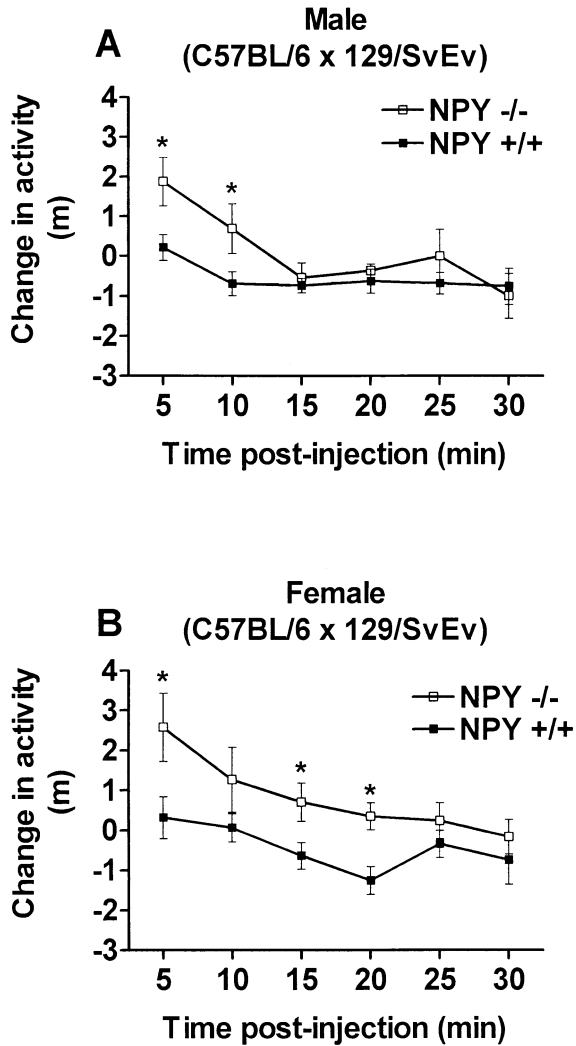 A
Male
(C57BL/6 x 129/SvEv)
NPY -/-
NPY +/+
Change in activity
(m)
4
3
2
1
0
-1
-2
-3
*
*
5 10 15 20 25 30
Time post-injection (min)
B
Female
(C57BL/6 x 129/SvEv)
NPY -/-
NPY +/+
Change in activity
(m)
4
3
2
1
0
-1
-2
-3
*
*
*
5 10 15 20 25 30
Time post-injection (min)